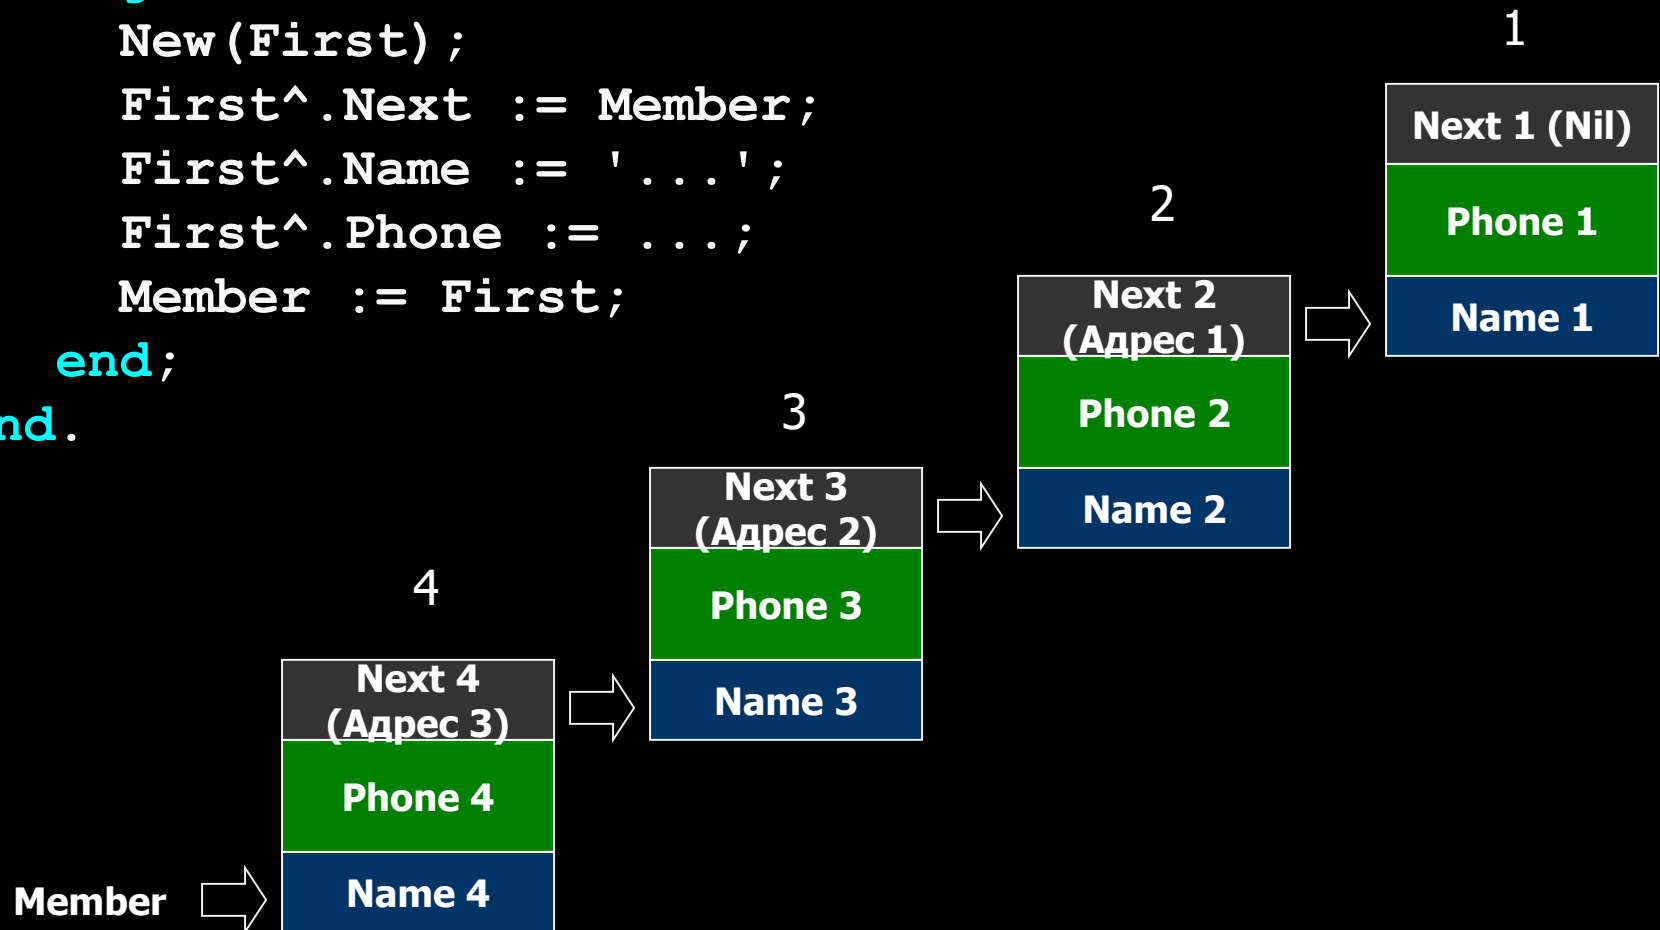 New(First);
First^.Next := Member;
First^.Name := '...';
First^.Phone := ...;
Member := First;
end;
nd.
1
Next 1 (Nil)
Phone 1
Name 1
2
Next 2
(Адрес 1)
Phone 2
Name 2
3
Next 3
(Адрес 2)
Phone 3
Name 3
4
Next 4
(Адрес 3)
Phone 4
Name 4
Member